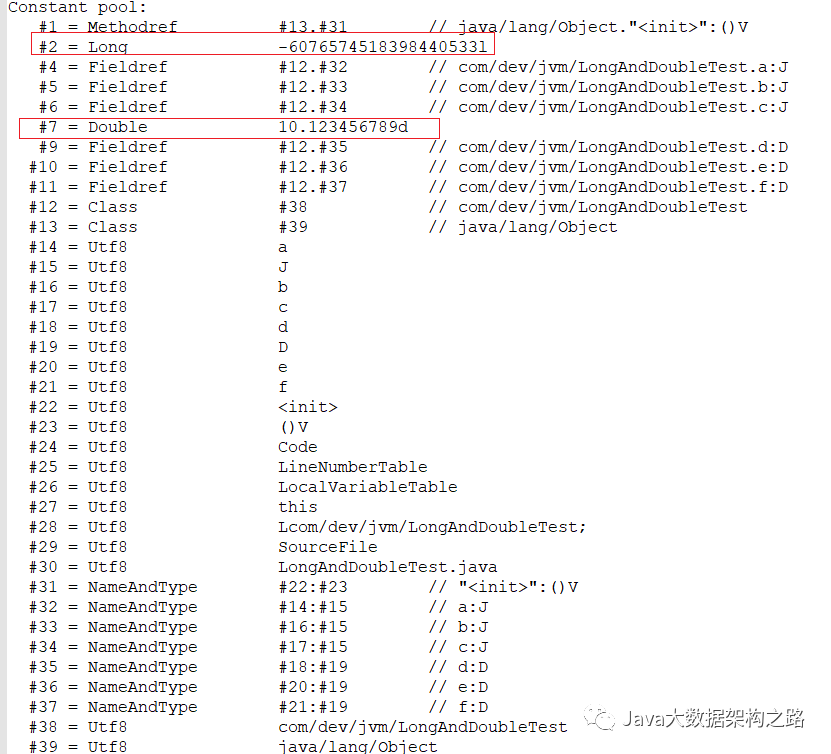 Constant pool:
#1 = Methodref #13.#31 // java/lang/Object."<init>":()V
#2 = Long -6076574518398440533l
#4 = Fieldref #12.#32 // com/dev/jvm/LongAndDoubleTest.a:J
#5 = Fieldref #12.#33 // com/dev/jvm/LongAndDoubleTest.b:J
#6 = Fieldref #12.#34 // com/dev/jvm/LongAndDoubleTest.c:J
#7 = Double 10.123456789d
#9 = Fieldref #12.#35 // com/dev/jvm/LongAndDoubleTest.d:D
#10 = Fieldref #12.#36 // com/dev/jvm/LongAndDoubleTest.e:D
#11 = Fieldref #12.#37 // com/dev/jvm/LongAndDoubleTest.f:D
#12 = Class #38 // com/dev/jvm/LongAndDoubleTest
#13 = Class #39 // java/lang/Object
#14 = Utf8 a
#15 = Utf8 J
#16 = Utf8 b
#17 = Utf8 c
#18 = Utf8 d
#19 = Utf8 D
#20 = Utf8 e
#21 = Utf8 f
#22 = Utf8 <init>
#23 = Utf8 ()V
#24 = Utf8 Code
#25 = Utf8 LineNumberTable
#26 = Utf8 LocalVariableTable
#27 = Utf8 this
#28 = Utf8 Lcom/dev/jvm/LongAndDoubleTest;
#29 = Utf8 SourceFile
#30 = Utf8 LongAndDoubleTest.java
#31 = NameAndType #22:#23 // "<init>":()V
#32 = NameAndType #14:#15 // a:J
#33 = NameAndType #16:#15 // b:J
#34 = NameAndType #17:#15 // c:J
#35 = NameAndType #18:#19 // d:D
#36 = NameAndType #20:#19 // e:D
#37 = NameAndType #21:#19 // f:D
#38 = Utf8 com/dev/jvm/LongAndDoubleTest
#39 = Utf8 java/lang/Object
Java大数据架构之路